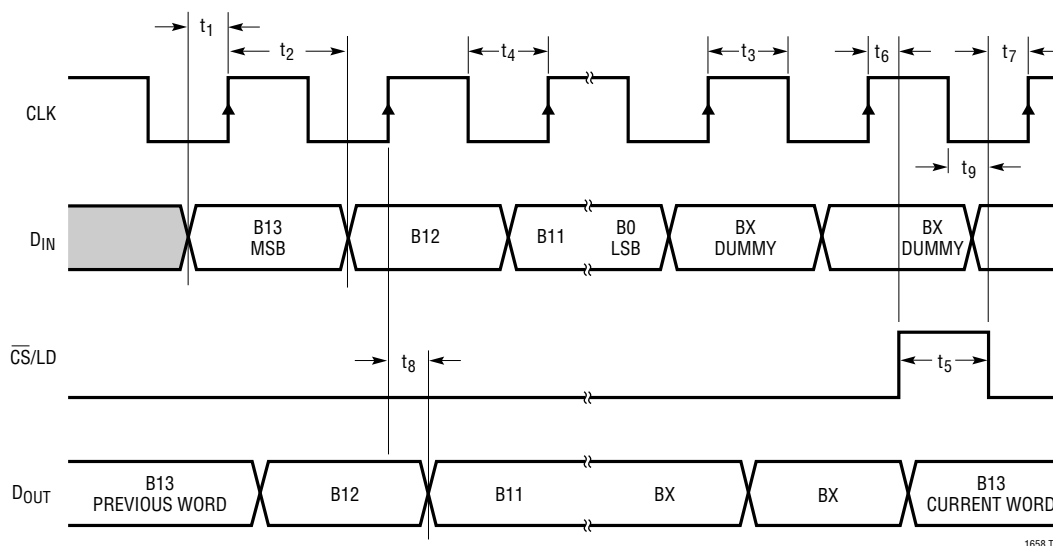 t1
t2
t4
t3
t6
t7
CLK
t9
DIN
B13
MSB
B12
B11
B0
LSB
BX
DUMMY
BX
DUMMY
CS/LD
t8
t5
DOUT
B13
PREVIOUS WORD
B12
B11
BX
BX
B13
CURRENT WORD